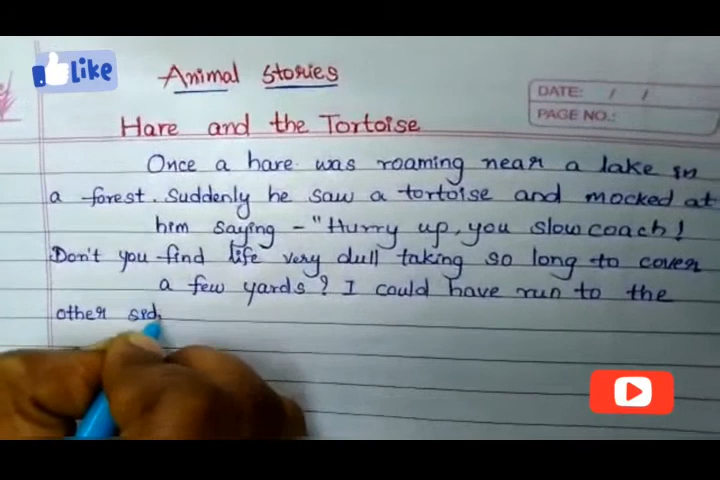 Like
Animal Stories
DATE: / /
PAGE NO.:
Hare and the Tortoise
Once a hare was roaming near a lake in
a forest. Suddenly he saw a tortoise and mocked at
him saying - "Hurry up, you slow coach!
Don't you find life very dull taking so long to cover
a few yards? I could have run to the
other